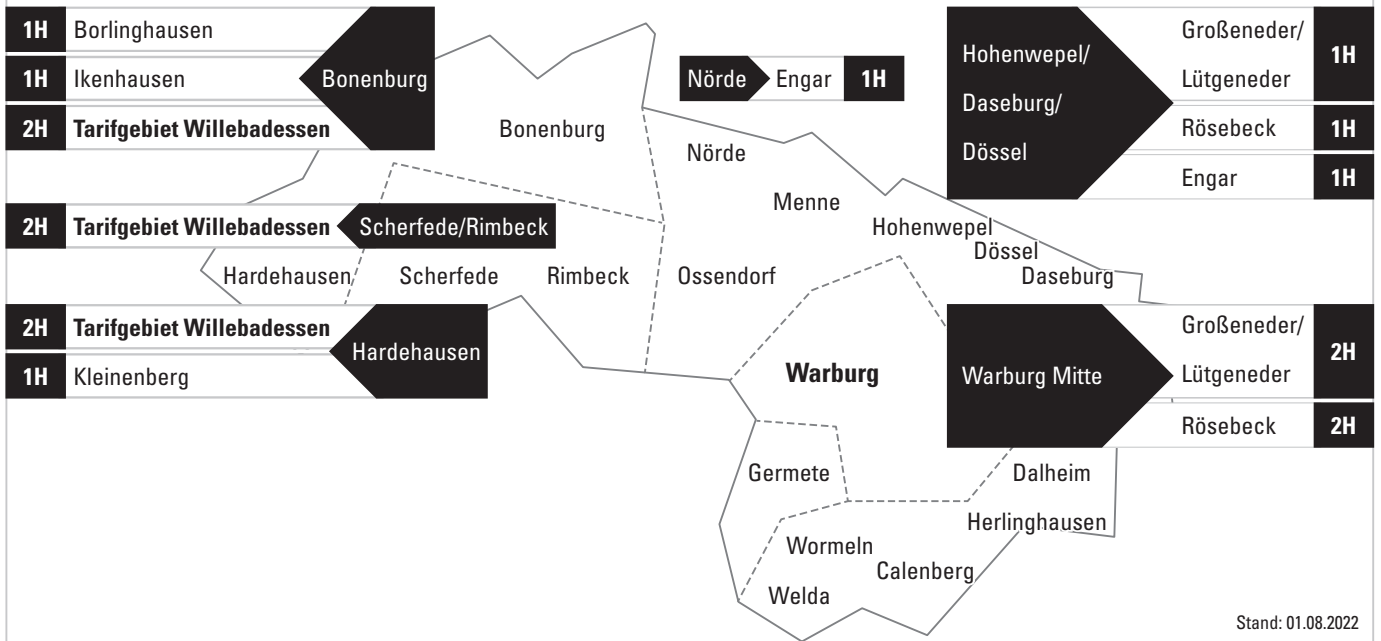 1H Borlinghausen
1H Ikenhausen
2H Tarifgebiet Willebadessen
Bonenburg
Nörde Engar 1H
Hohenwepel/
Daseburg/
Dössel
Großeneder/
Lütgeneder
1H
Rösebeck 1H
Engar 1H
Bonenburg
Nörde
Menne
Hohenwepel
Dössel
Daseburg
2H Tarifgebiet Willebadessen Scherfede/Rimbeck
Hardehausen
Scherfede
Rimbeck
Ossendorf
2H Tarifgebiet Willebadessen
1H Kleinenberg
Hardehausen
Warburg
Warburg Mitte
Großeneder/
Lütgeneder
2H
Rösebeck 2H
Germete
Dalheim
Herlinghausen
Wormeln
Calenberg
Welda
Stand: 01.08.2022